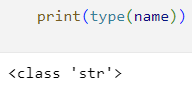 print(type(name))
<class 'str'>